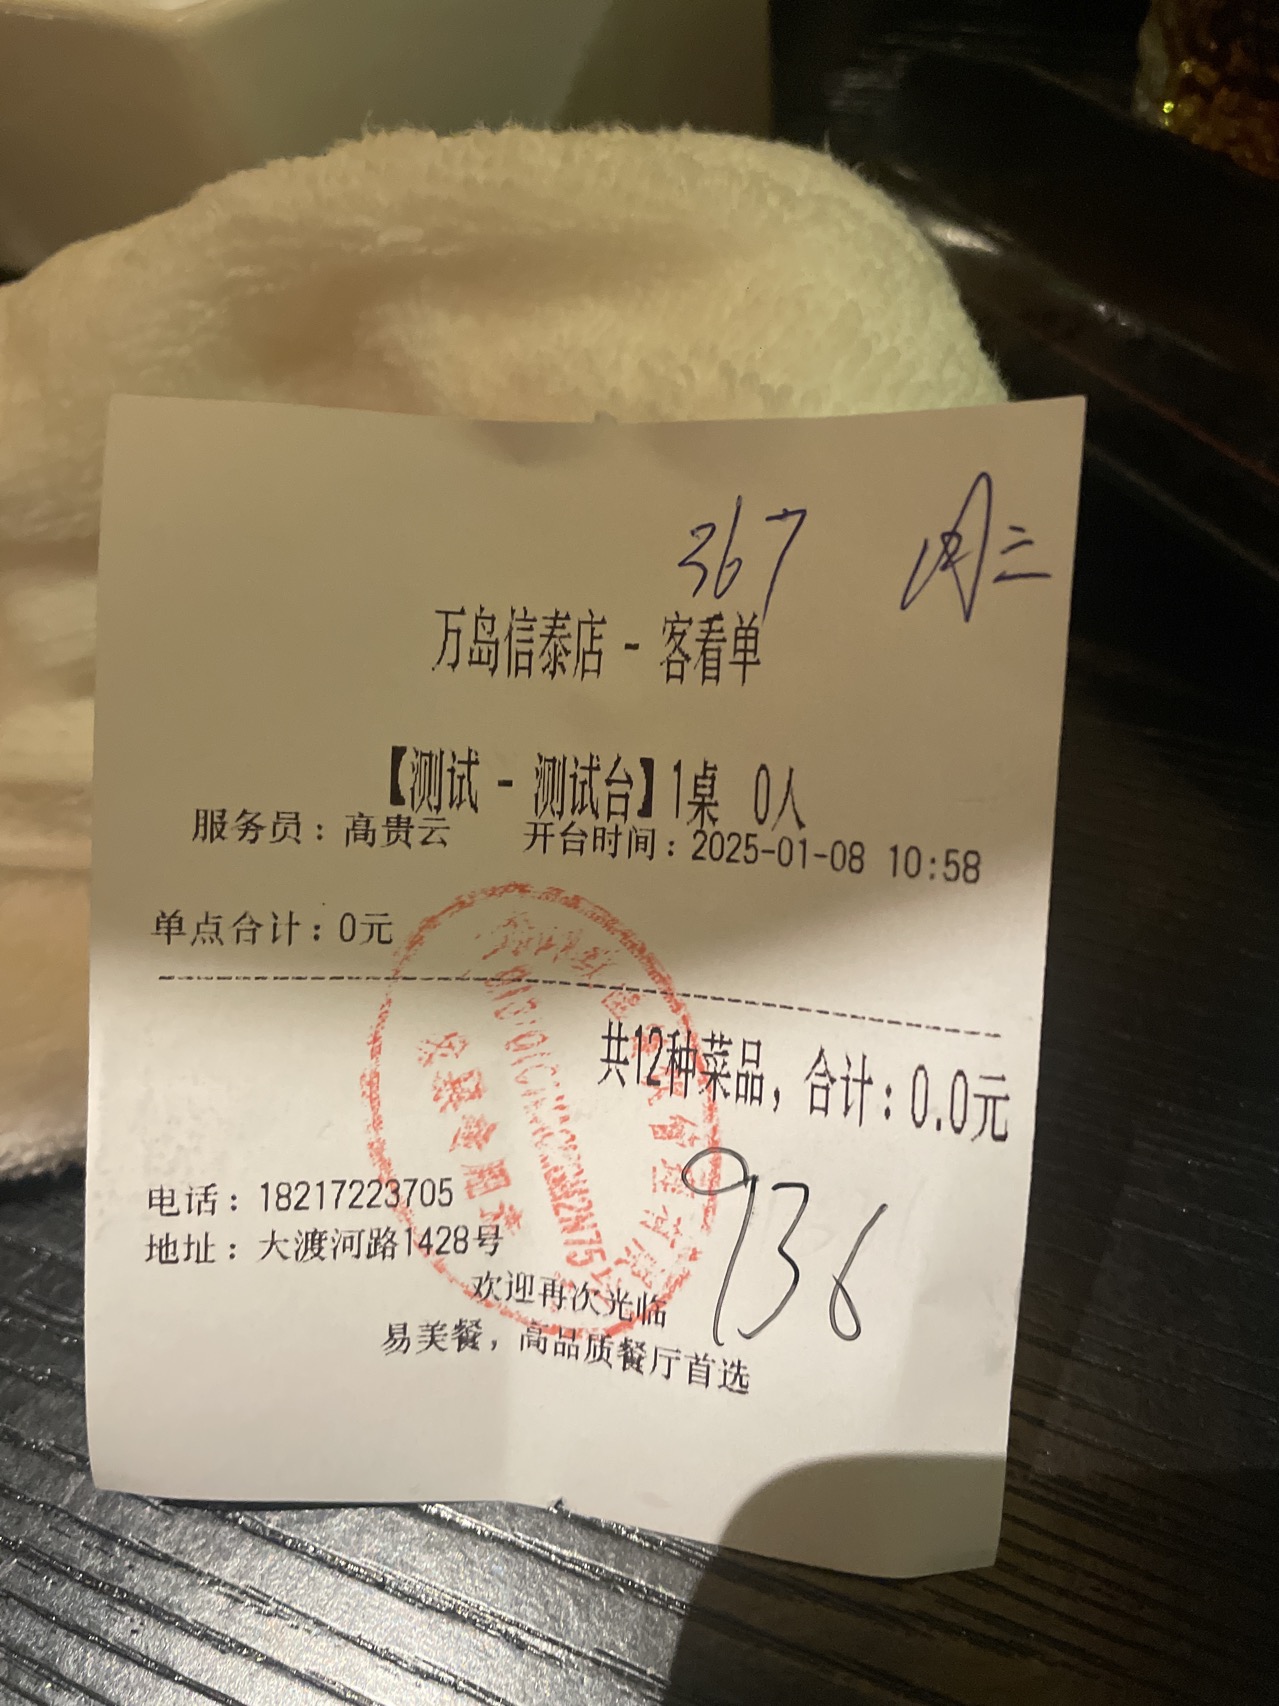 367 周三
万岛信泰店 - 客看单
【测试 - 测试台】1桌 0人
服务员：高贵云 开台时间：2025-01-08 10:58
单点合计：0元
共12种菜品，合计：0.0元
936
电话：18217223705
地址：大渡河路1428号
欢迎再次光临
易美餐，高品质餐厅首选